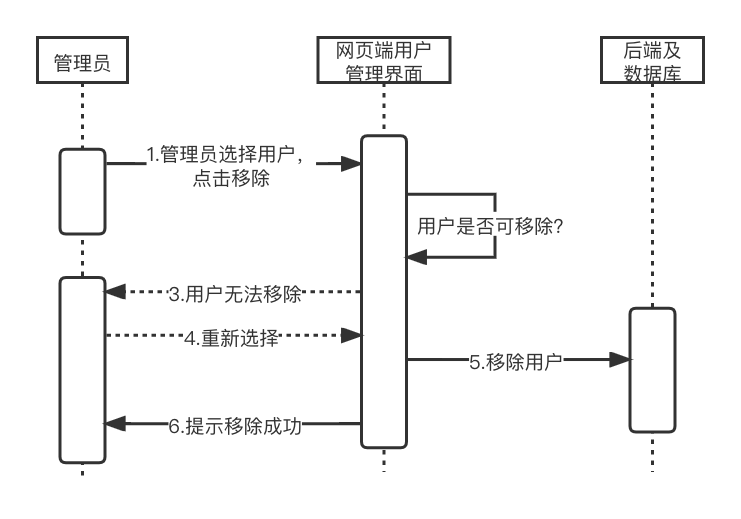 管理员
网页端用户
管理界面
后端及
数据库
1.管理员选择用户，
点击移除
用户是否可移除?
3.用户无法移除
4.重新选择
5.移除用户
6.提示移除成功